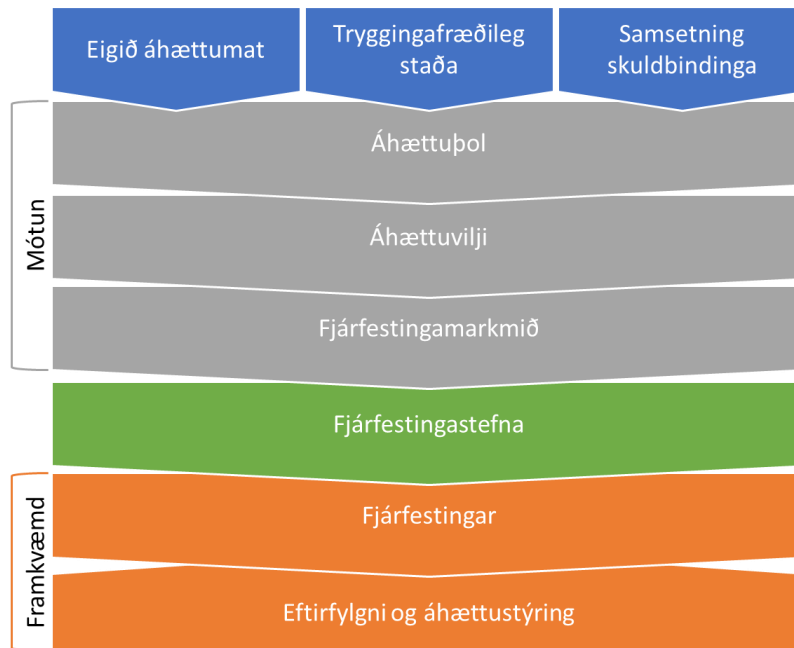 Eigið áhættumat
Tryggingafræðileg
staða
Samsetning
skuldbindinga
Mótun
Áhættuþol
Áhættuvilji
Fjárfestingamarkmið
Fjárfestingastefna
Framkvæmd
Fjárfestingar
Eftirfylgni og áhættustýring